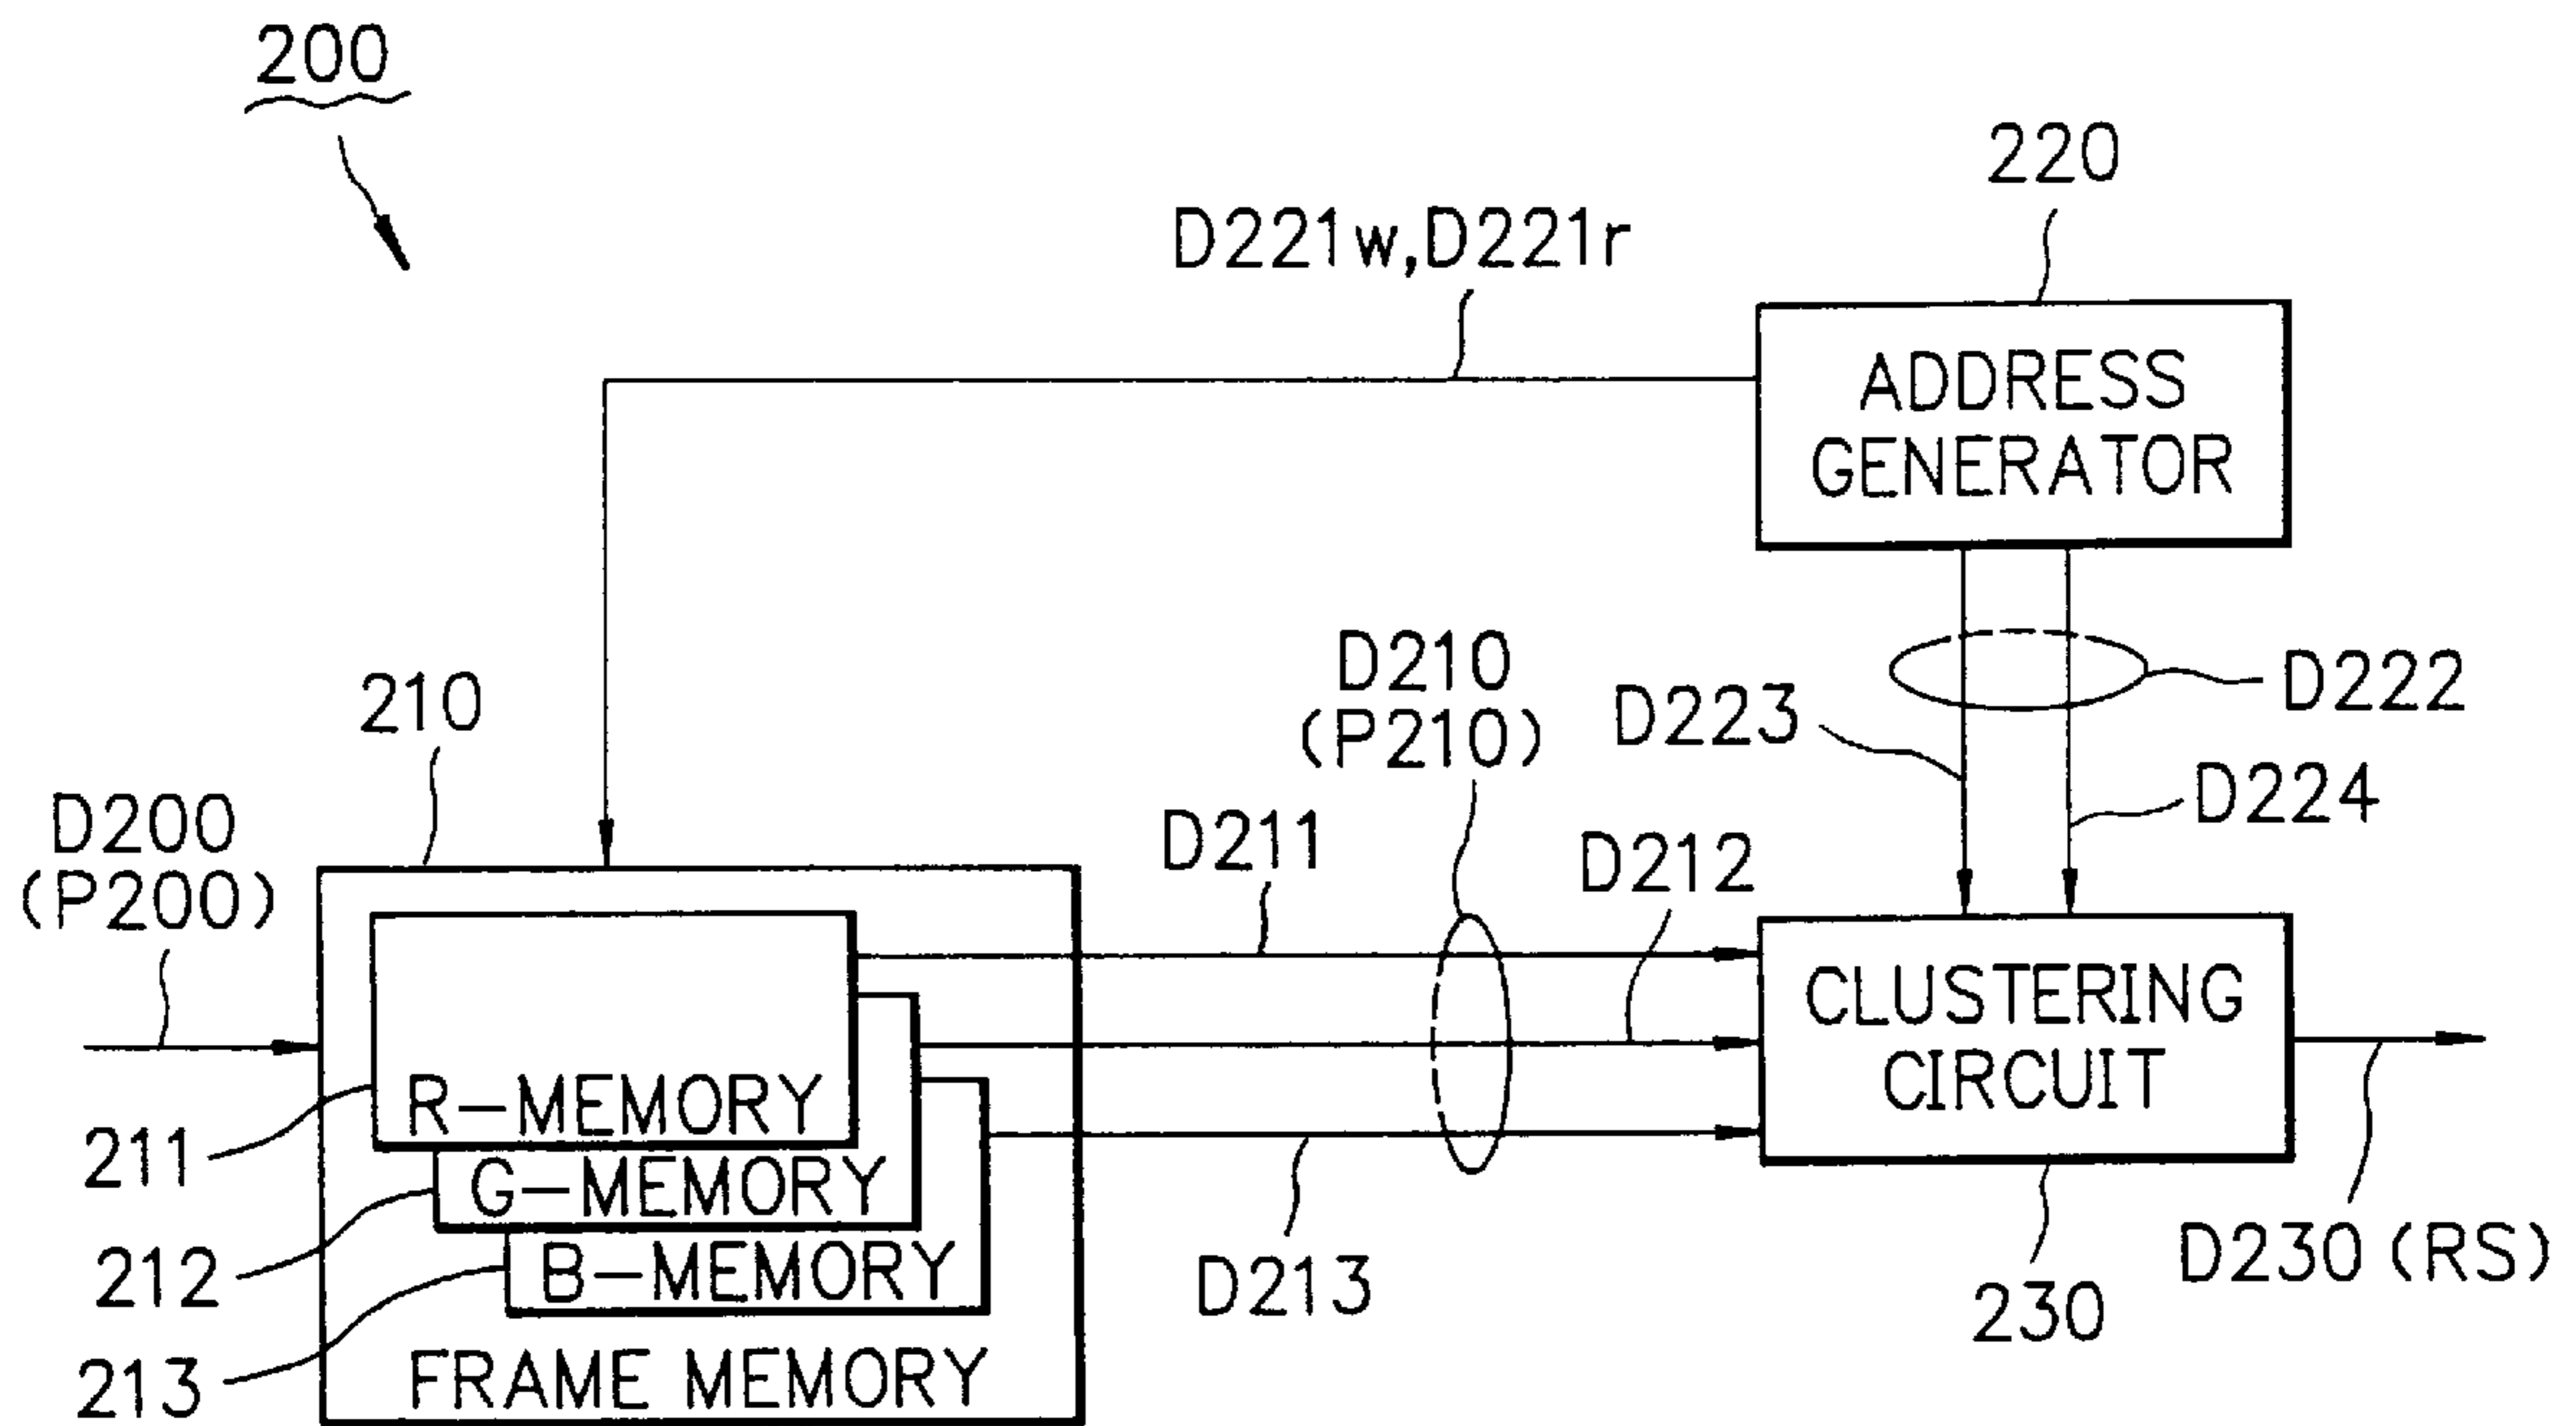 200
220
D221w,D221r
ADDRESS
GENERATOR
D210
(P210)
D222
D223
210
D224
D200
(P200)
D211
D212
CLUSTERING
CIRCUIT
R-MEMORY
211
G-MEMORY
212
B-MEMORY
213
D213
D230 (RS)
230
FRAME MEMORY